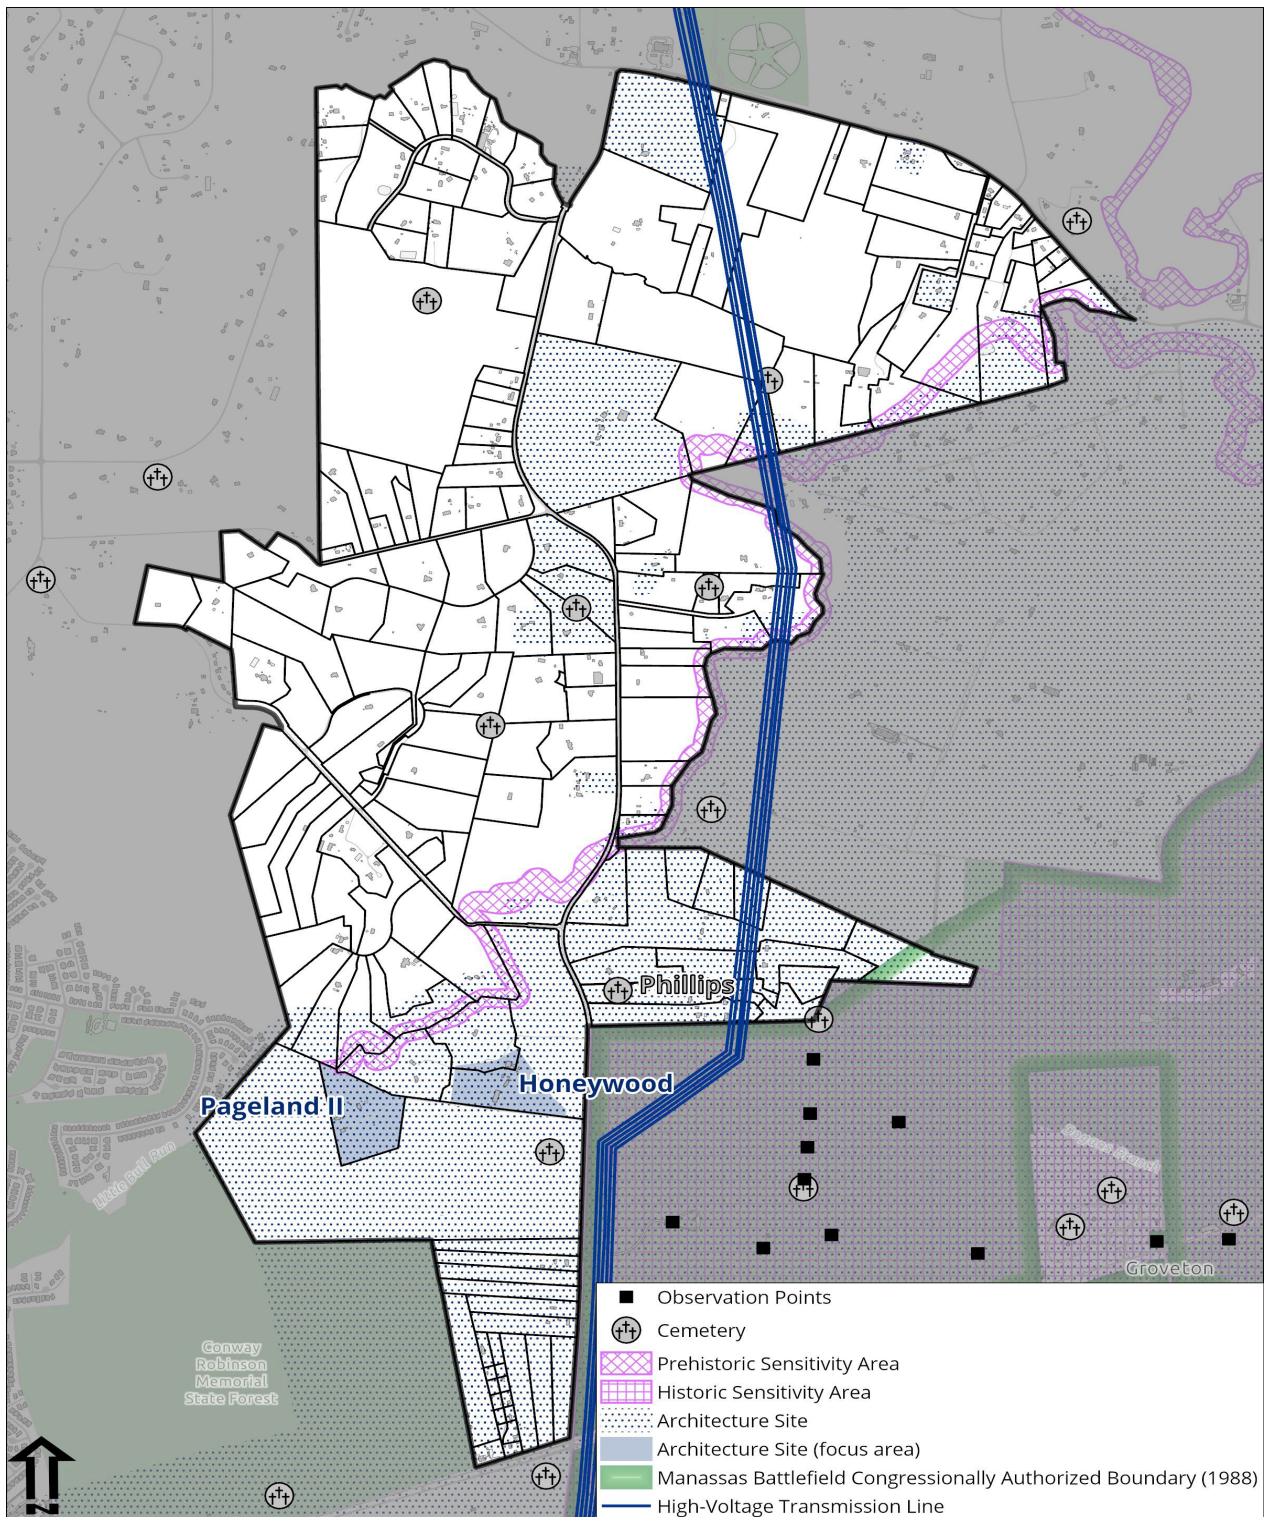 Phillips
Honeywood
Pageland II
Little Bull Run
Groveton
Conway
Robinson
Memorial
State Forest
N
Observation Points
Cemetery
Prehistoric Sensitivity Area
Historic Sensitivity Area
Architecture Site
Architecture Site (focus area)
Manassas Battlefield Congressionally Authorized Boundary (1988)
High-Voltage Transmission Line